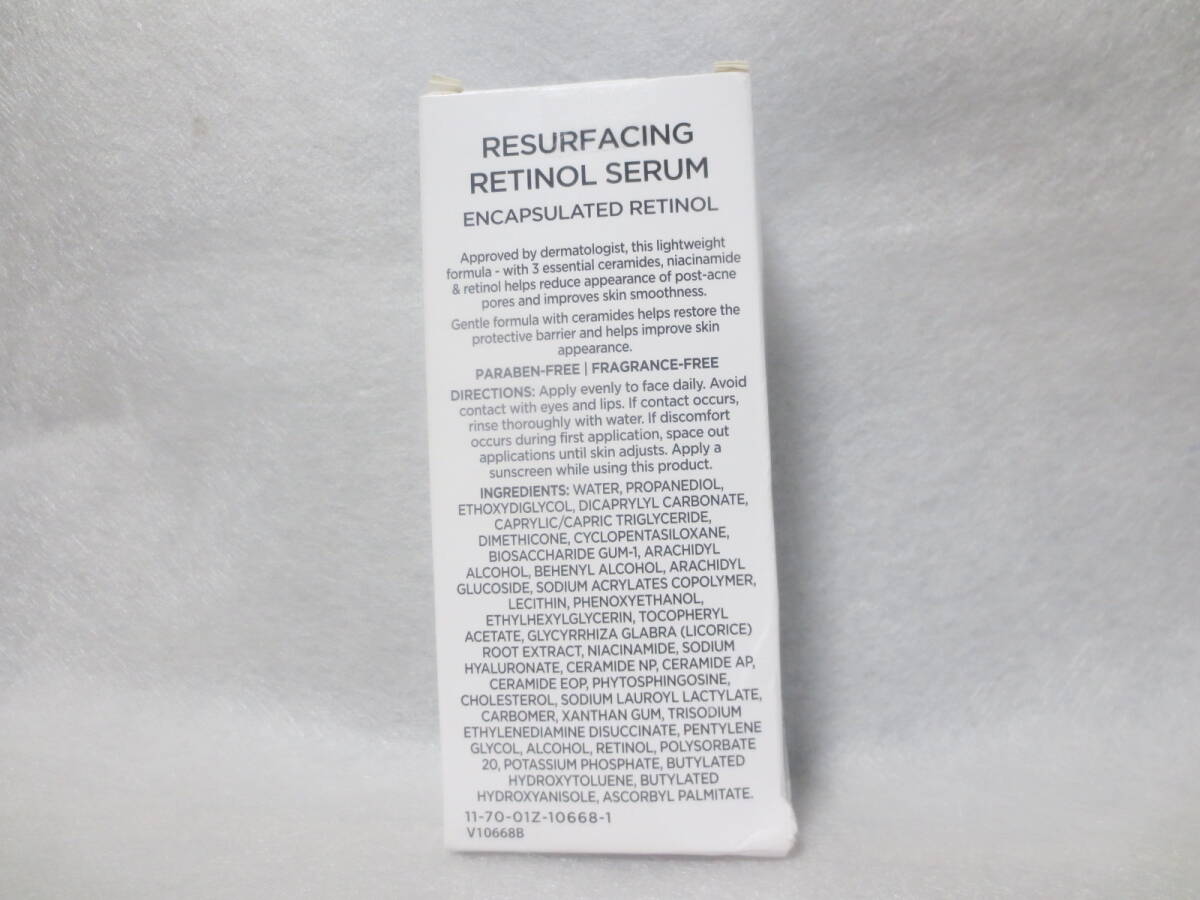 RESURFACING
RETINOL SERUM
ENCAPSULATED RETINOL
Approved by dermatologist, this lightweight
formula - with 3 essential ceramides, niacinamide
& retinol helps reduce appearance of post-acne
pores and improves skin smoothness.
Gentle formula with ceramides helps restore the
protective barrier and helps improve skin
appearance.
PARABEN-FREE | FRAGRANCE-FREE
DIRECTIONS: Apply evenly to face daily. Avoid
contact with eyes and lips. If contact occurs,
rinse thoroughly with water. If discomfort
occurs during first application, space out
applications until skin adjusts. Apply a
sunscreen while using this product.
INGREDIENTS: WATER, PROPANEDIOL,
ETHOXYDIGLYCOL, DICAPRYLYL CARBONATE,
CAPRYLIC/CAPRIC TRIGLYCERIDE,
DIMETHICONE, CYCLOPENTASILOXANE,
BIOSACCHARIDE GUM-1, ARACHIDYL
ALCOHOL, BEHENYL ALCOHOL, ARACHIDYL
GLUCOSIDE, SODIUM ACRYLATES COPOLYMER,
LECITHIN, PHENOXYETHANOL,
ETHYLHEXYLGLYCERIN, TOCOPHERYL
ACETATE, GLYCYRRHIZA GLABRA (LICORICE)
ROOT EXTRACT, NIACINAMIDE, SODIUM
HYALURONATE, CERAMIDE NP, CERAMIDE AP,
CERAMIDE EOP, PHYTOSPHINGOSINE,
CHOLESTEROL, SODIUM LAUROYL LACTYLATE,
CARBOMER, XANTHAN GUM, TRISODIUM
ETHYLENEDIAMINE DISUCCINATE, PENTYLENE
GLYCOL, ALCOHOL, RETINOL, POLYSORBATE
20, POTASSIUM PHOSPHATE, BUTYLATED
HYDROXYTOLUENE, BUTYLATED
HYDROXYANISOLE, ASCORBYL PALMITATE.
11-70-01Z-10668-1
V10668B